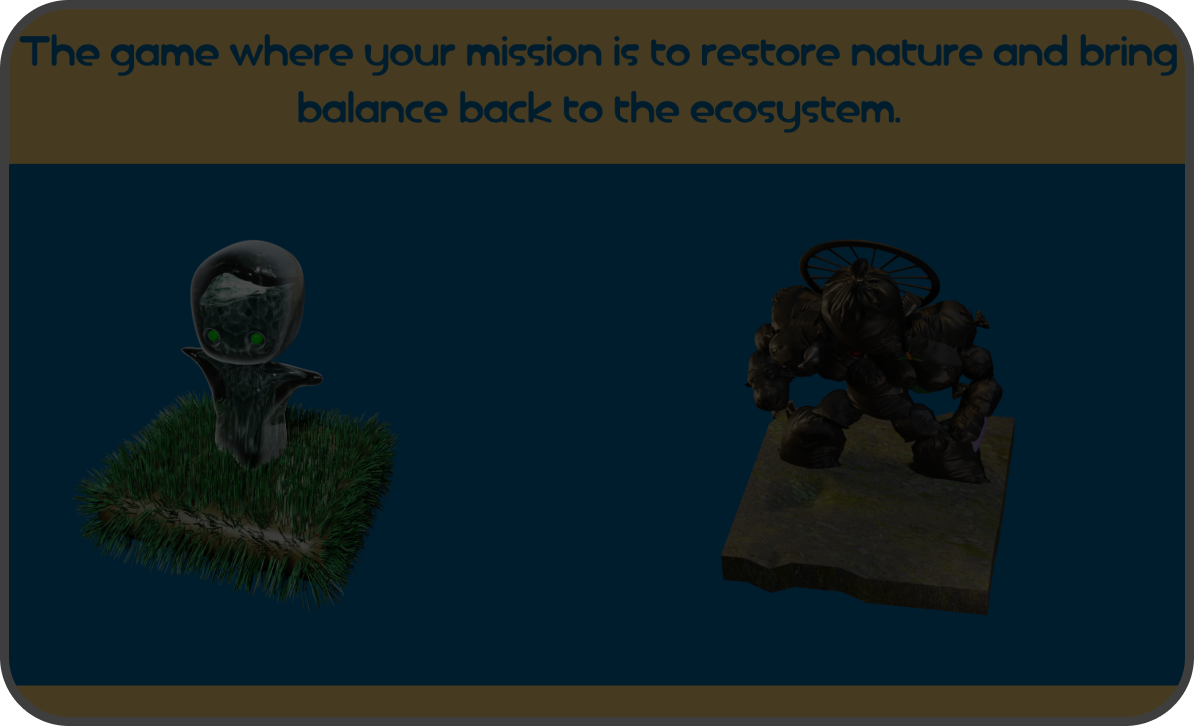 The game where your mission is to restore nature and bring
balance back to the ecosystem.